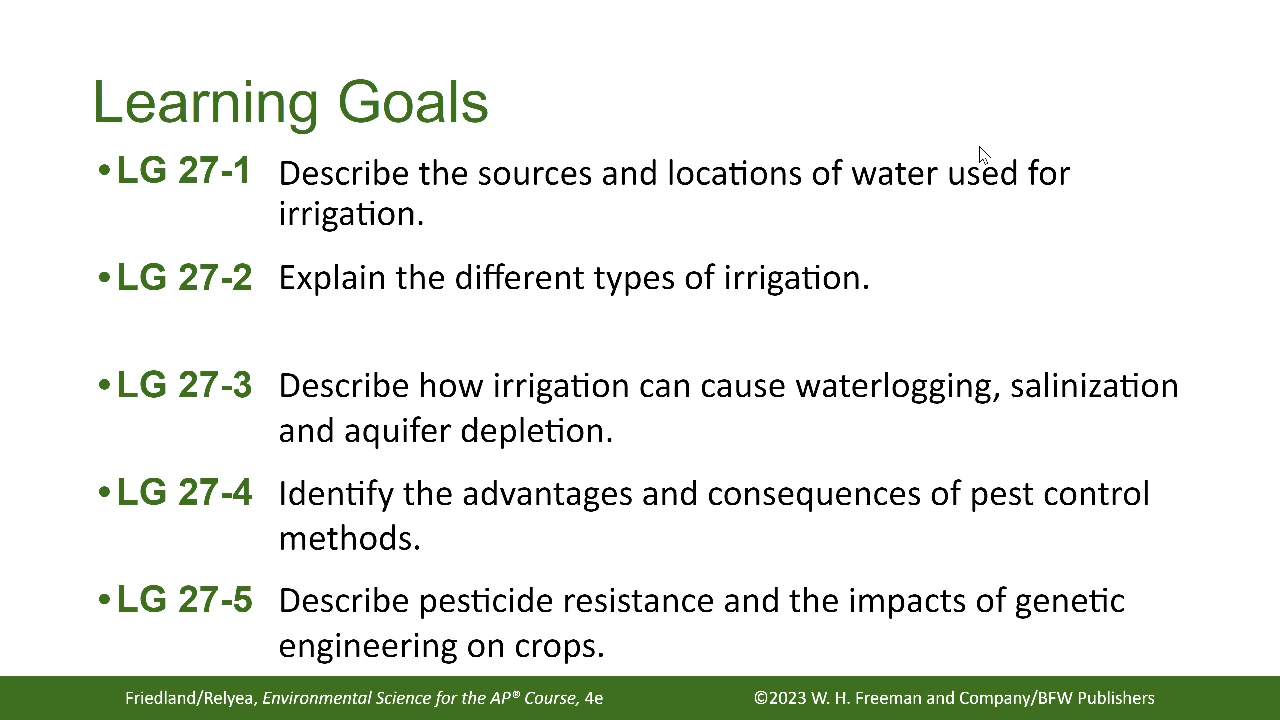 Learning Goals
•LG 27-1 Describe the sources and locations of water used for
irrigation.
•LG 27-2 Explain the different types of irrigation.
•LG 27-3 Describe how irrigation can cause waterlogging, salinization
and aquifer depletion.
•LG 27-4 Identify the advantages and consequences of pest control
methods.
•LG 27-5 Describe pesticide resistance and the impacts of genetic
engineering on crops.
Friedland/Relyea, Environmental Science for the AP® Course, 4e ©2023 W. H. Freeman and Company/BFW Publishers